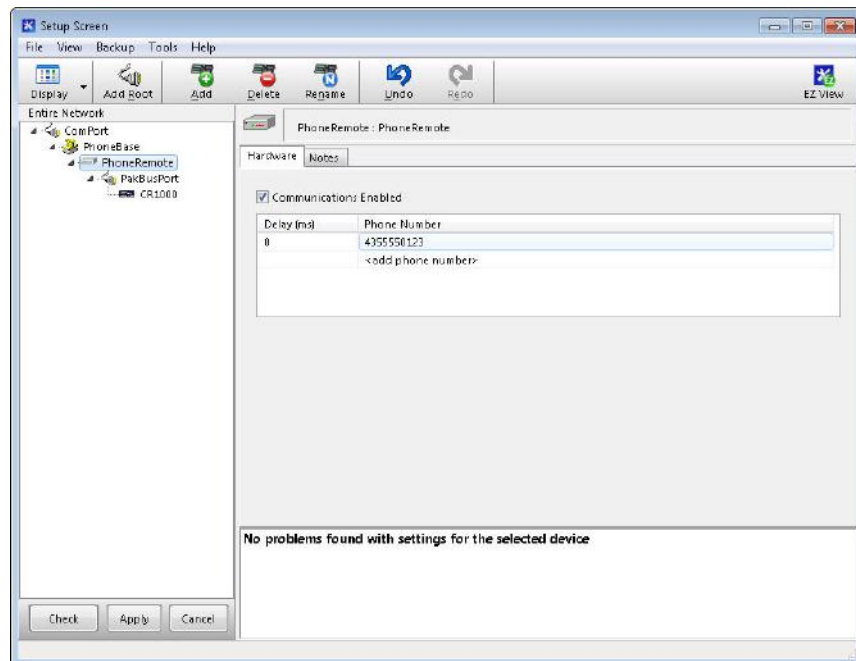 Setup Screen
File View Backup Tools Help
Display Add Root Add Delete Rename Undo Redo EZ View
Entire Network
ComPort
PhoneBase
PhoneRemote
PakBusPort
CR1000
PhoneRemote : PhoneRemote
Hardware Notes
Communications Enabled
Delay (ms) Phone Number
0 4355550123
<add phone number>
No problems found with settings for the selected device
Check Apply Cancel